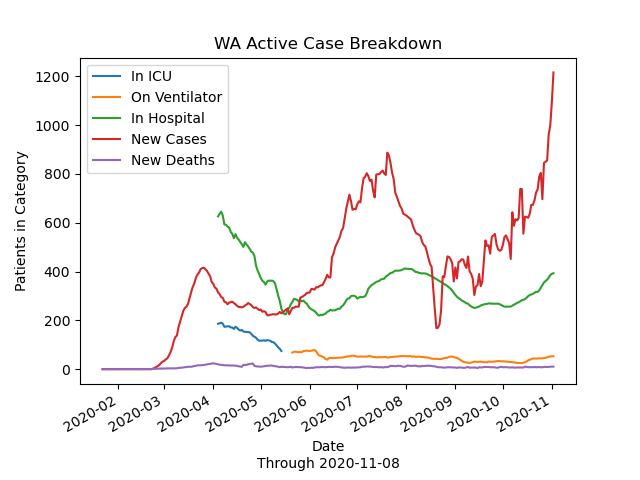 WA Active Case Breakdown
In ICU
On Ventilator
In Hospital
New Cases
New Deaths
Patients in Category
1200
1000
800
600
400
200
0
2020-02
2020-03
2020-04
2020-05
2020-06
2020-07
2020-08
2020-09
2020-10
2020-11
Date
Through 2020-11-08